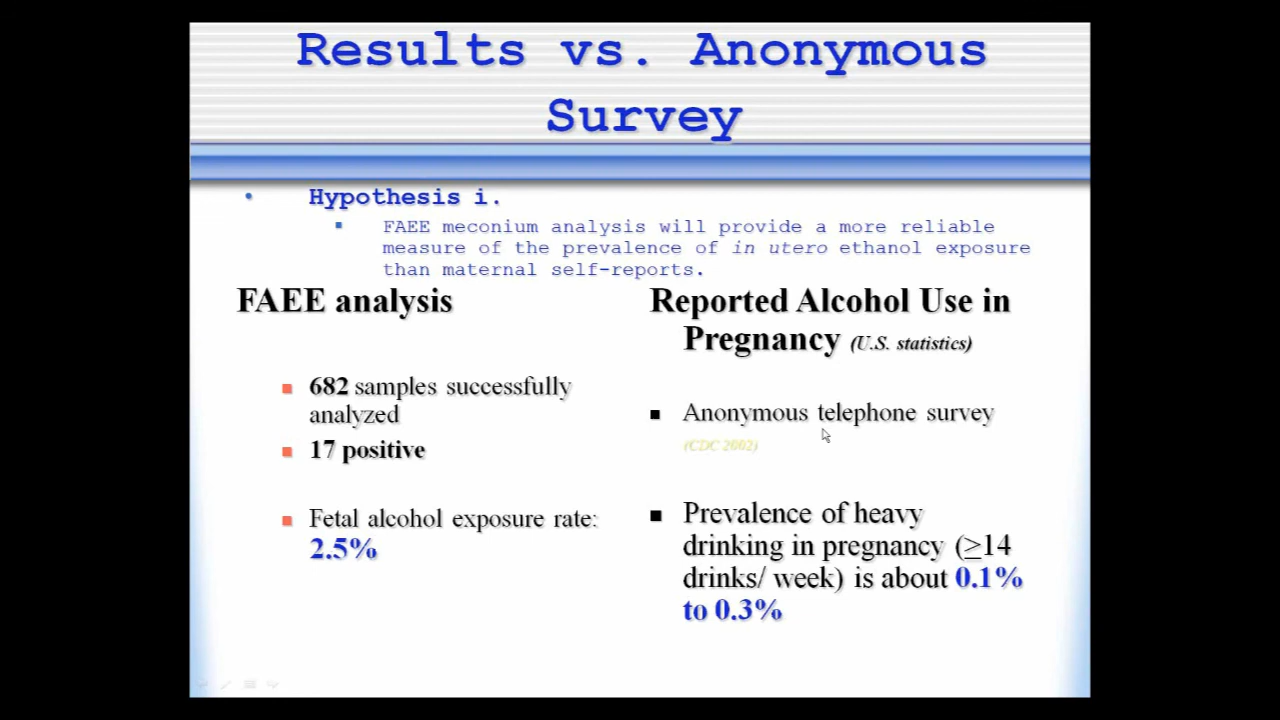 Results vs. Anonymous
Survey
• Hypothesis i.
▪ FAEE meconium analysis will provide a more reliable
measure of the prevalence of in utero ethanol exposure
than maternal self-reports.
FAEE analysis
▪ 682 samples successfully
analyzed
▪ 17 positive
▪ Fetal alcohol exposure rate:
2.5%
Reported Alcohol Use in
Pregnancy (U.S. statistics)
▪ Anonymous telephone survey
(CDC 2002)
▪ Prevalence of heavy
drinking in pregnancy (≥14
drinks/ week) is about 0.1%
to 0.3%